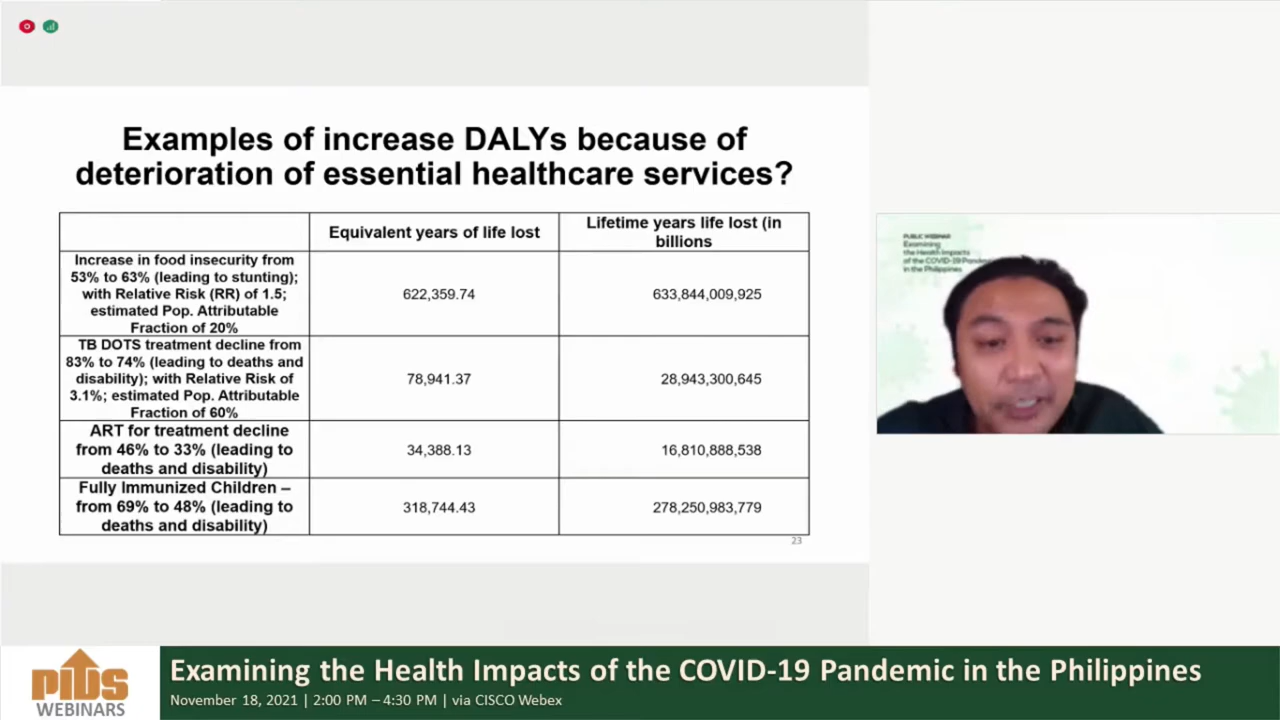 Examples of increase DALYs because of
deterioration of essential healthcare services?
Equivalent years of life lost
Lifetime years life lost (in
billions
Increase in food insecurity from
53% to 63% (leading to stunting);
with Relative Risk (RR) of 1.5;
estimated Pop. Attributable
Fraction of 20%
622,359.74
633,844,009,925
TB DOTS treatment decline from
83% to 74% (leading to deaths and
disability); with Relative Risk of
3.1%; estimated Pop. Attributable
Fraction of 60%
78,941.37
28,943,300,645
ART for treatment decline
from 46% to 33% (leading to
deaths and disability)
34,388.13
16,810,888,538
Fully Immunized Children –
from 69% to 48% (leading to
deaths and disability)
318,744.43
278,250,983,779
23
PUBLIC WEBINAR
Examining
the Health Impacts
of the COVID-19 Pandemic
in the Philippines
PIDS
WEBINARS
Examining the Health Impacts of the COVID-19 Pandemic in the Philippines
November 18, 2021 | 2:00 PM – 4:30 PM | via CISCO Webex